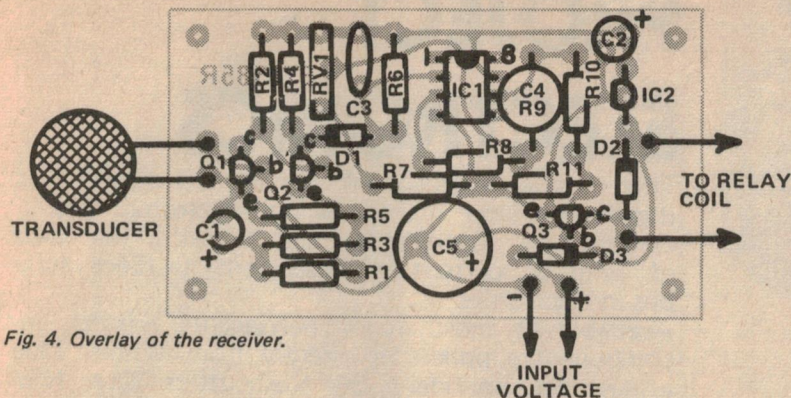 C2 +
R2 R4 RV1 C3 R6 1 8 IC1 C4 R9 R10 IC2
85R
c c D1 D2
Q1 b b R7 R8 R11
Q2 e e
TRANSDUCER
TO RELAY
COIL
C1 +
R5
R3
R1
C5 +
e c b
Q3
D3
- +
INPUT
VOLTAGE
Fig. 4. Overlay of the receiver.